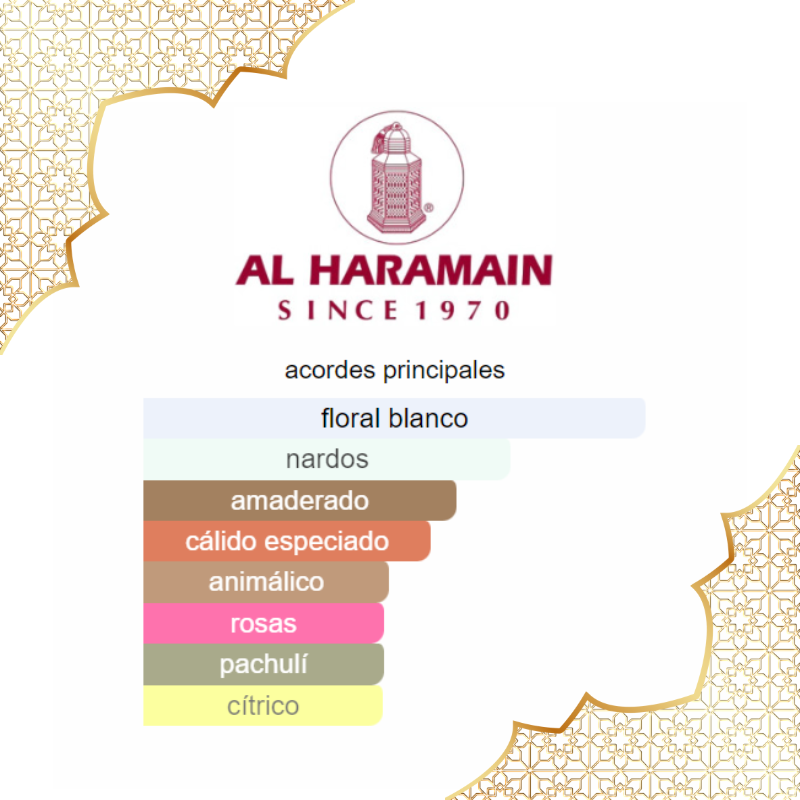 ®
AL HARAMAIN
SINCE 1970
acordes principales
floral blanco
nardos
amaderado
cálido especiado
animálico
rosas
pachulí
cítrico